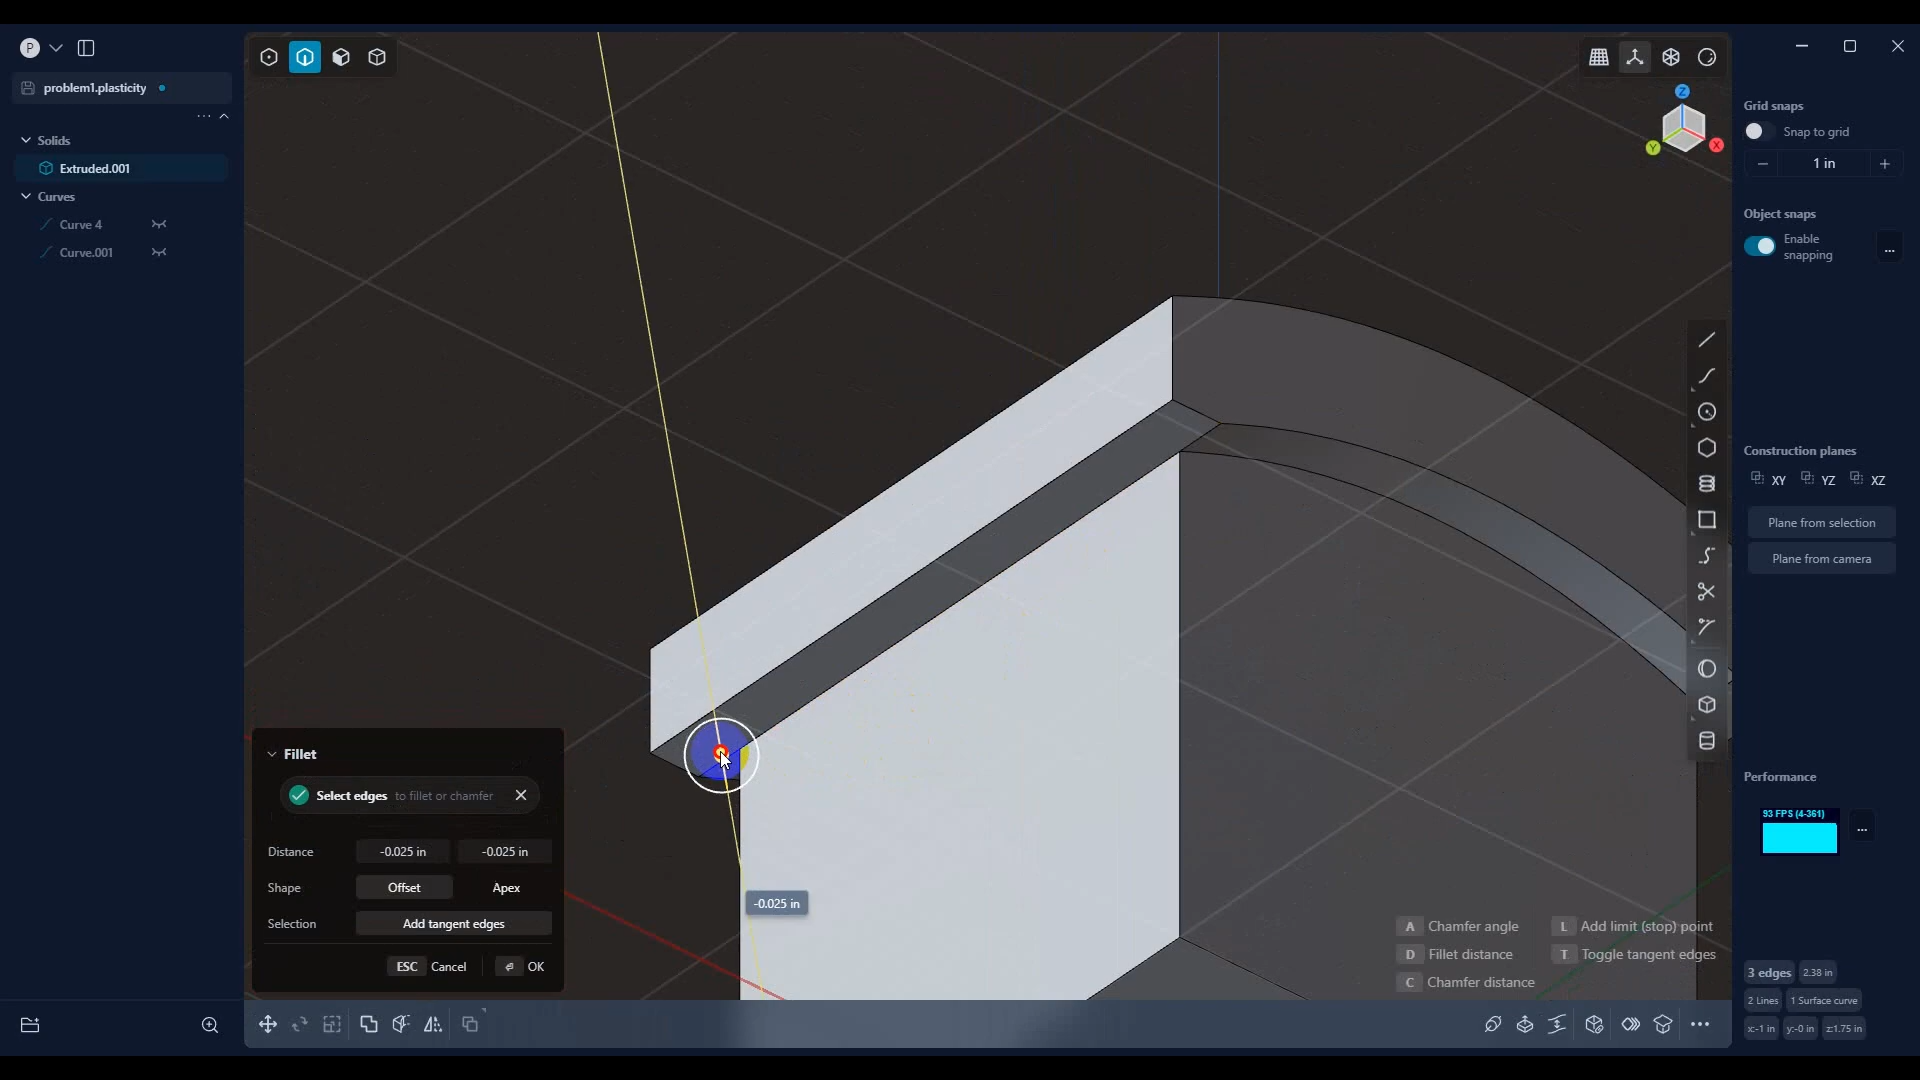 P
problem1.plasticity
Solids
Extruded.001
Curves
Curve 4
Curve.001
Fillet
Select edges to fillet or chamfer
Distance -0.025 in -0.025 in
Shape Offset Apex
Selection Add tangent edges
ESC Cancel OK
-0.025 in
A Chamfer angle L Add limit (stop) point
D Fillet distance T Toggle tangent edges
C Chamfer distance
Z
Y
X
Grid snaps
Snap to grid
1 in
Object snaps
Enable
snapping
Construction planes
XY YZ XZ
Plane from selection
Plane from camera
Performance
93 FPS (4-361)
3 edges 2.38 in
2 Lines 1 Surface curve
x:-1 in y:-0 in z:1.75 in